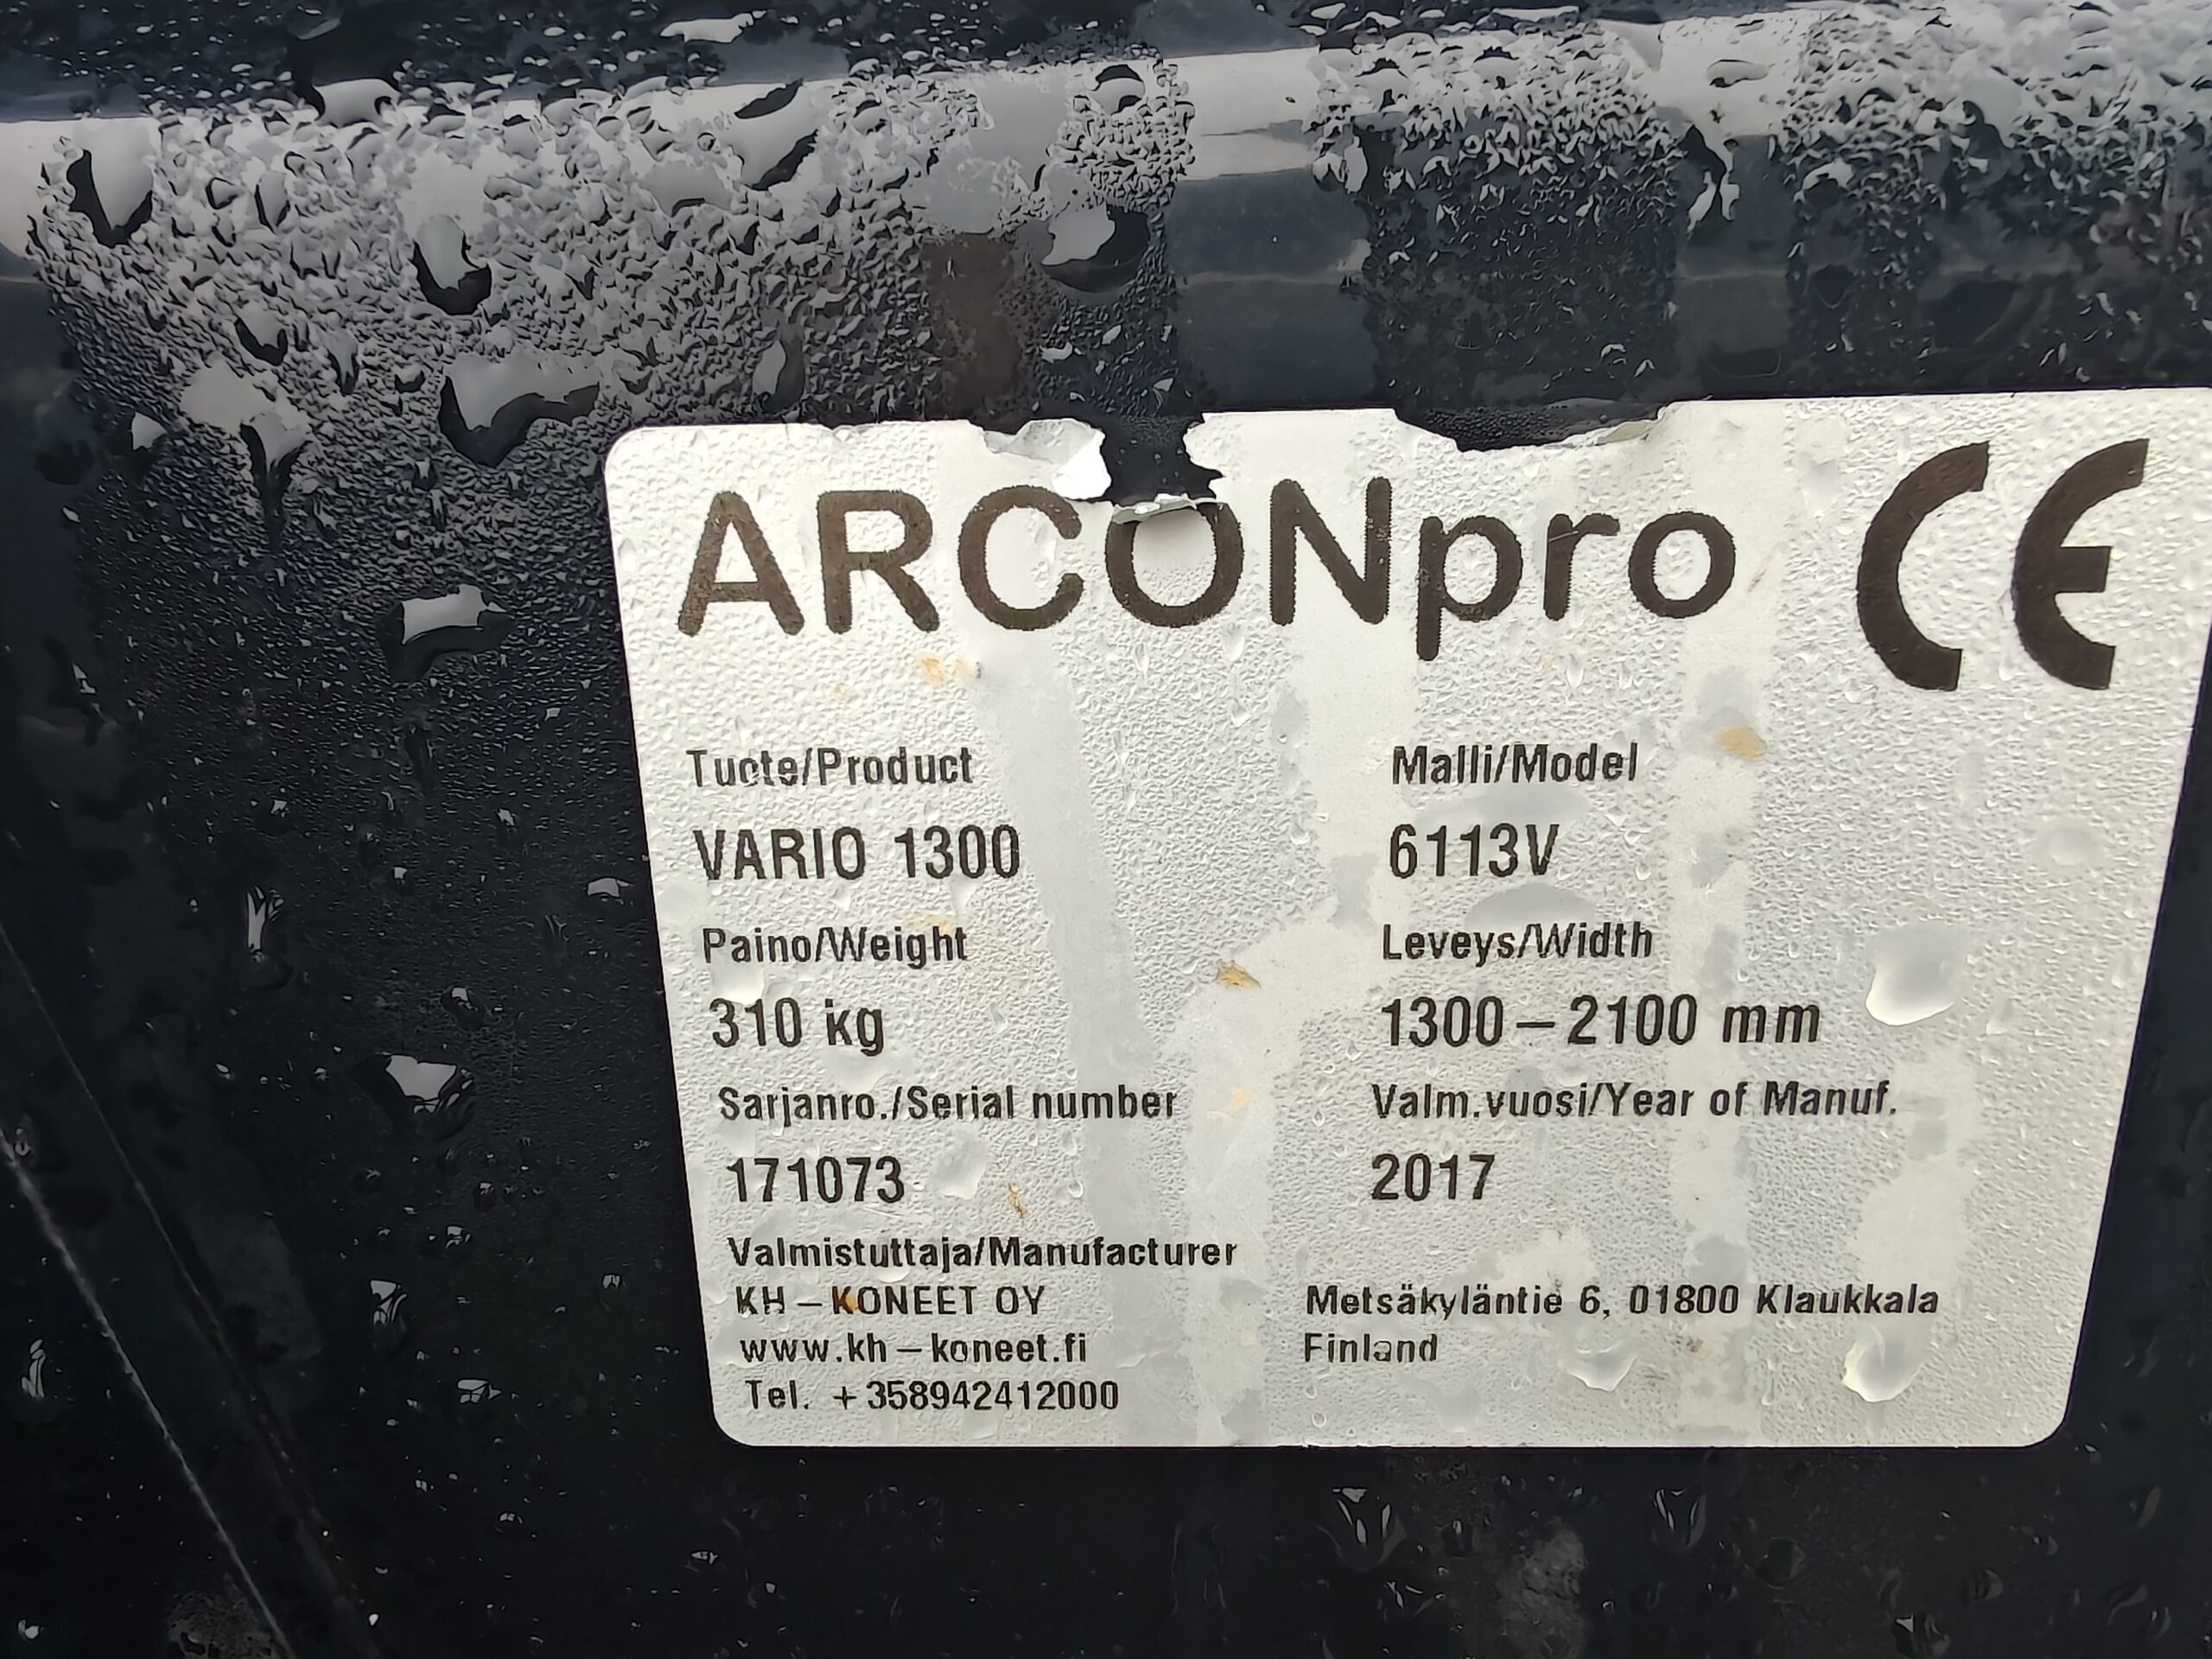 ARCONpro CE
Tuote/Product Malli/Model
VARIO 1300 6113V
Paino/Weight Leveys/Width
310 kg 1300-2100 mm
Sarjanro./Serial number Valm.vuosi/Year of Manuf.
171073 2017
Valmistuttaja/Manufacturer
KH-KONEET OY Metsäkyläntie 6, 01800 Klaukkala
www.kh-koneet.fi Finland
Tel. +358942412000